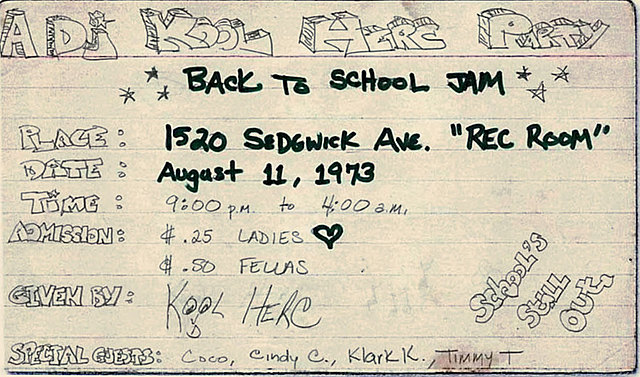 A DJ KOOL HERC PARTY
BACK TO SCHOOL JAM
PLACE: 1520 SEDGWICK AVE. "REC ROOM"
DATE: August 11, 1973
TIME: 9:00 p.m. to 4:00 a.m.
ADMISSION: $.25 LADIES
$.50 FELLAS
GIVEN BY: KOOL HERC
School's
Still
Out.
SPECIAL GUESTS: Coco, Cindy C., Klark K., Timmy T